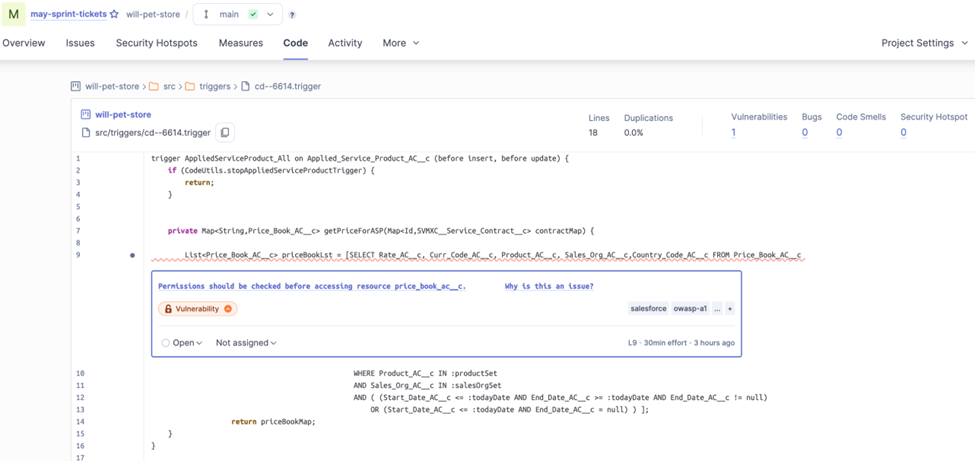 M may-sprint-tickets will-pet-store / main ?
Overview Issues Security Hotspots Measures Code Activity More Project Settings
will-pet-store > src > triggers > cd--6614.trigger
will-pet-store
src/triggers/cd--6614.trigger
Lines Duplications Vulnerabilities Bugs Code Smells Security Hotspot
18 0.0% 1 0 0 0
1 trigger AppliedServiceProduct_All on Applied_Service_Product_AC__c (before insert, before update) {
2 if (CodeUtils.stopAppliedServiceProductTrigger) {
3 return;
4 }
5
6
7 private Map<String,Price_Book_AC__c> getPriceForASP(Map<Id,SVMXC__Service_Contract__c> contractMap) {
8
9 List<Price_Book_AC__c> priceBookLst = [SELECT Rate_AC__c, Curr_Code_AC__c, Product_AC__c, Sales_Org_AC__c,Country_Code_AC__c FROM Price_Book_AC__c
Permissions should be checked before accessing resource price_book_ac__c. Why is this an issue?
Vulnerability salesforce owasp-a1 ... +
Open Not assigned L9 · 30min effort · 3 hours ago
10 WHERE Product_AC__c IN :productSet
11 AND Sales_Org_AC__c IN :salesOrgSet
12 AND ( (Start_Date_AC__c <= :todayDate AND End_Date_AC__c >= :todayDate AND End_Date_AC__c != null)
13 OR (Start_Date_AC__c <= :todayDate AND End_Date_AC__c = null) ) ];
14 return priceBookMap;
15 }
16 }
17